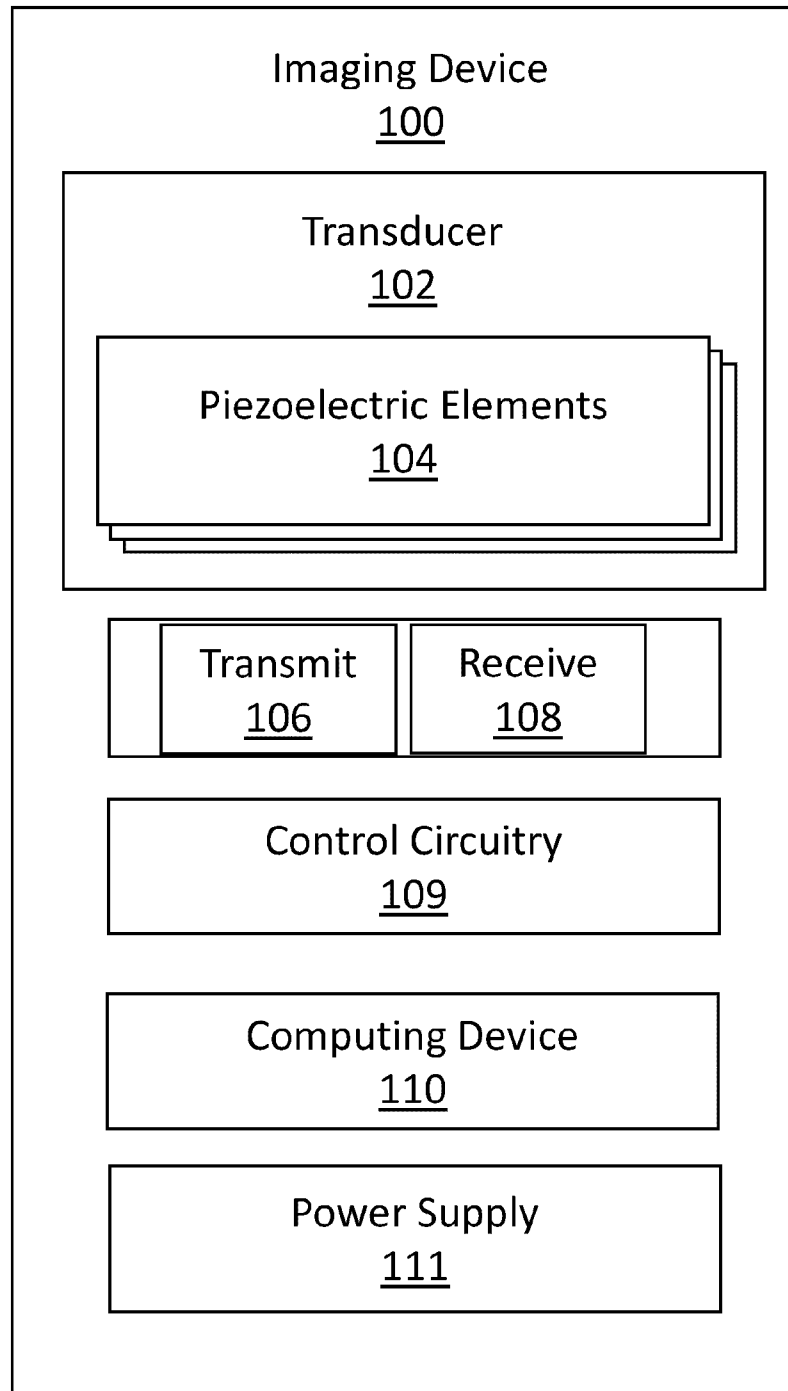 Imaging Device
100
Transducer
102
Piezoelectric Elements
104
Transmit
106
Receive
108
Control Circuitry
109
Computing Device
110
Power Supply
111